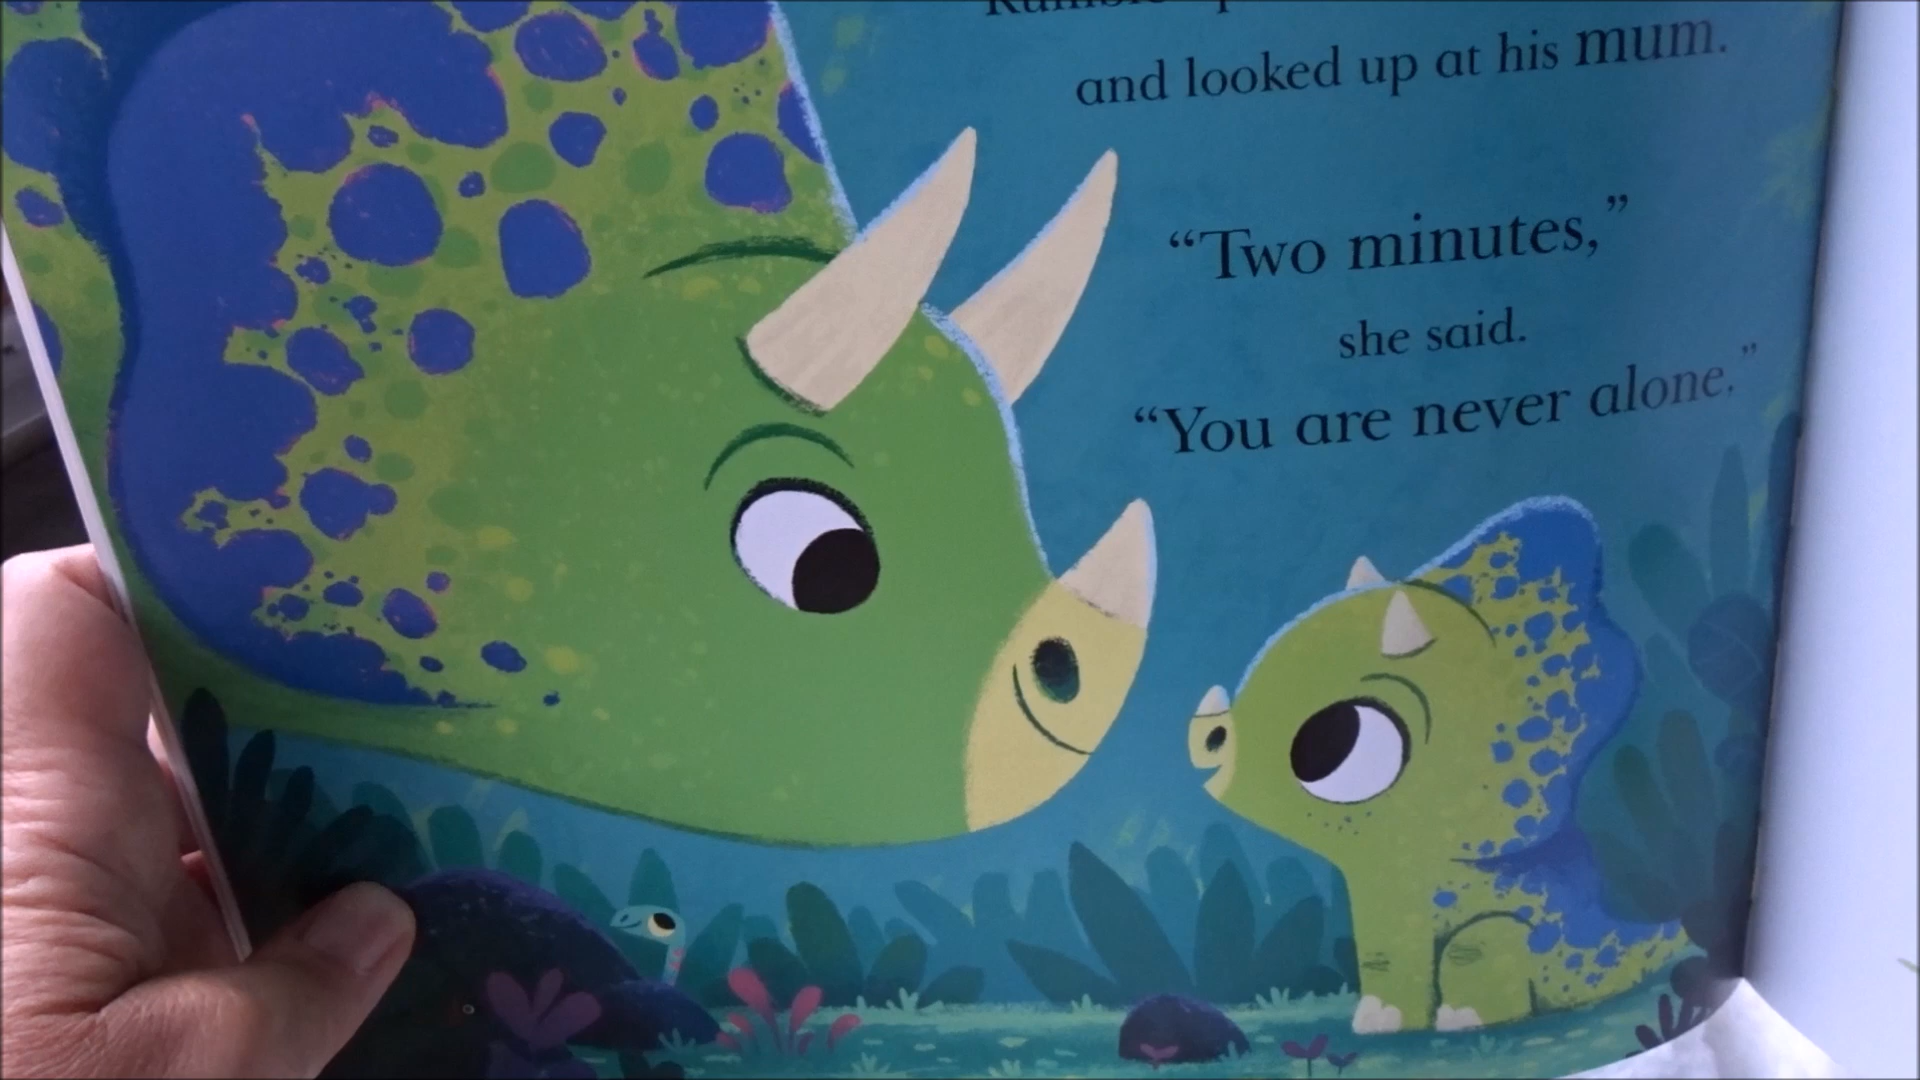 and looked up at his mum.
“Two minutes,”
she said.
“You are never alone.”